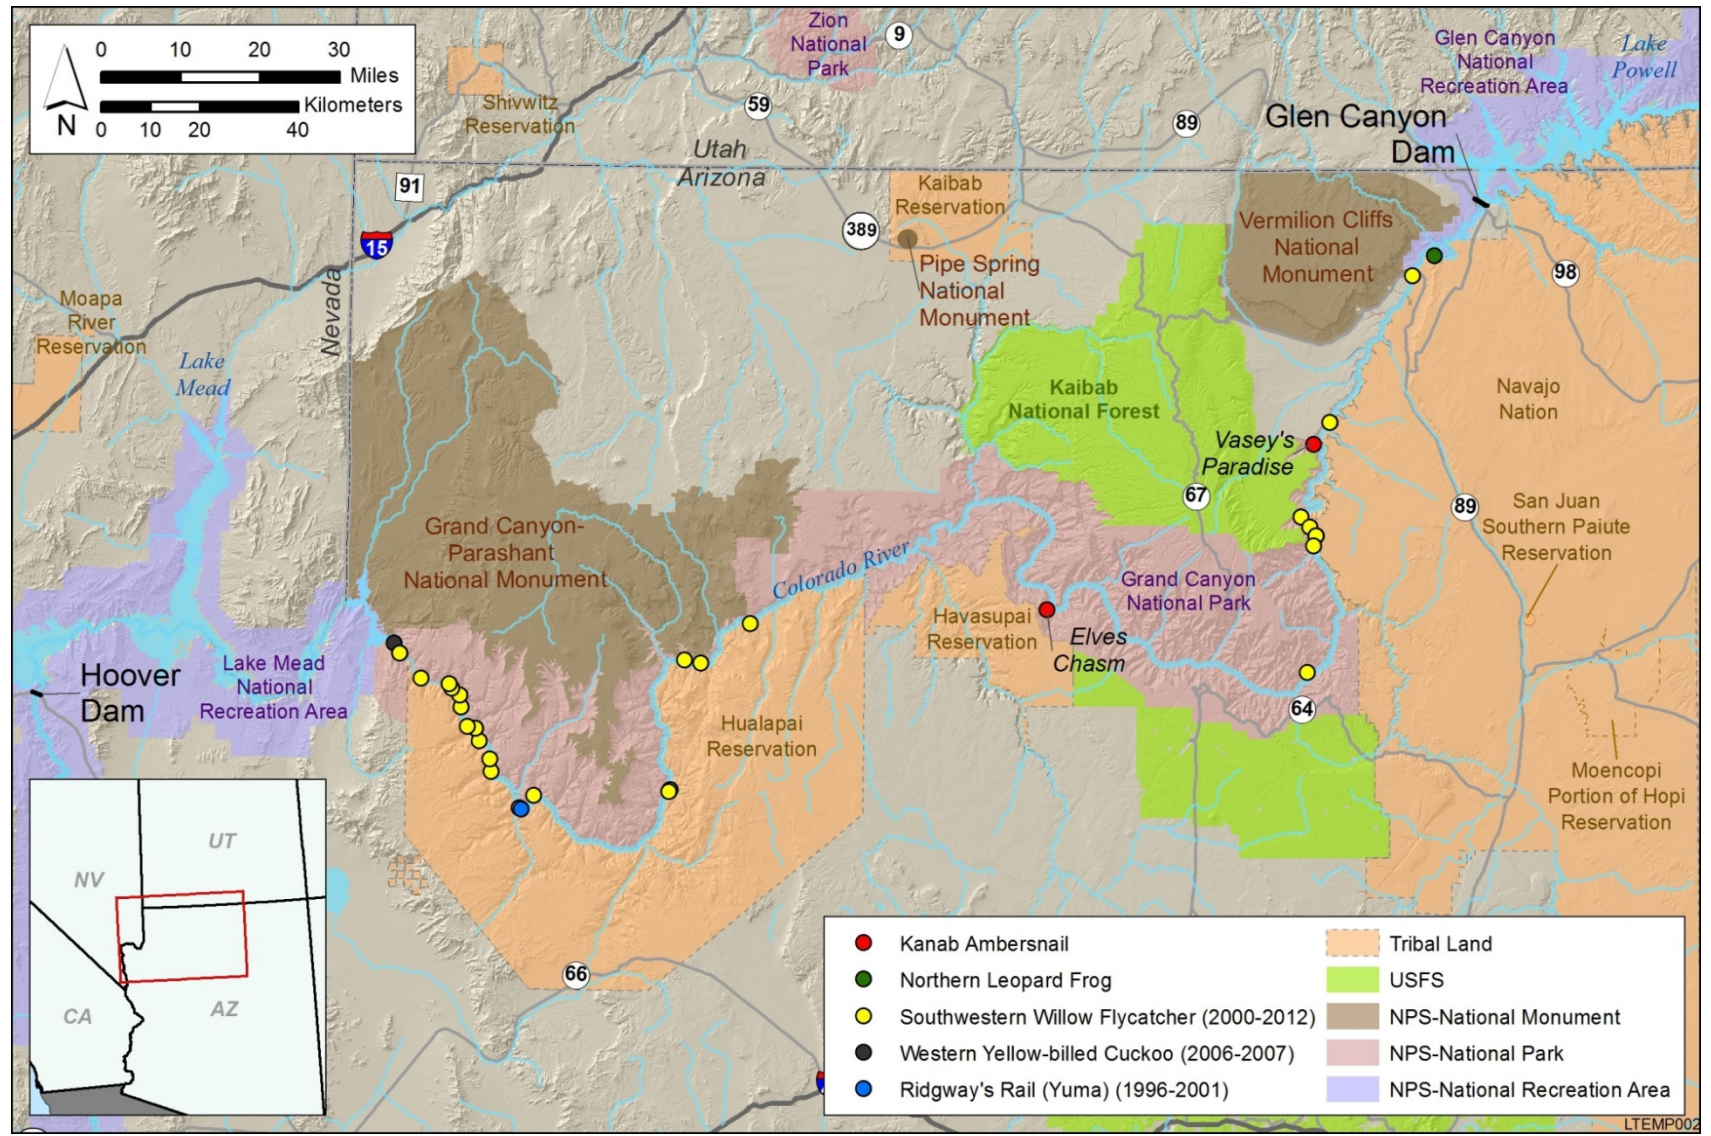 0 10 20 30
Miles
Kilometers
0 10 20 40
N
Zion
National
Park
9
Glen Canyon
National
Recreation Area
Lake
Powell
Shivwitz
Reservation
59
89
Glen Canyon
Dam
Utah
Arizona
91
Kaibab
Reservation
389
15
Vermilion Cliffs
National
Monument
98
Pipe Spring
National
Monument
Nevada
Moapa
River
Reservation
Lake
Mead
Kaibab
National Forest
Navajo
Nation
Vasey's
Paradise
67
89
San Juan
Southern Paiute
Reservation
Grand Canyon-
Parashant
National Monument
Colorado River
Grand Canyon
National Park
Havasupai
Reservation
Elves
Chasm
Hoover
Dam
Lake Mead
National
Recreation Area
64
Hualapai
Reservation
Moencopi
Portion of Hopi
Reservation
66
UT
NV
CA
AZ
Kanab Ambersnail
Northern Leopard Frog
Southwestern Willow Flycatcher (2000-2012)
Western Yellow-billed Cuckoo (2006-2007)
Ridgway's Rail (Yuma) (1996-2001)
Tribal Land
USFS
NPS-National Monument
NPS-National Park
NPS-National Recreation Area
LTEMP002